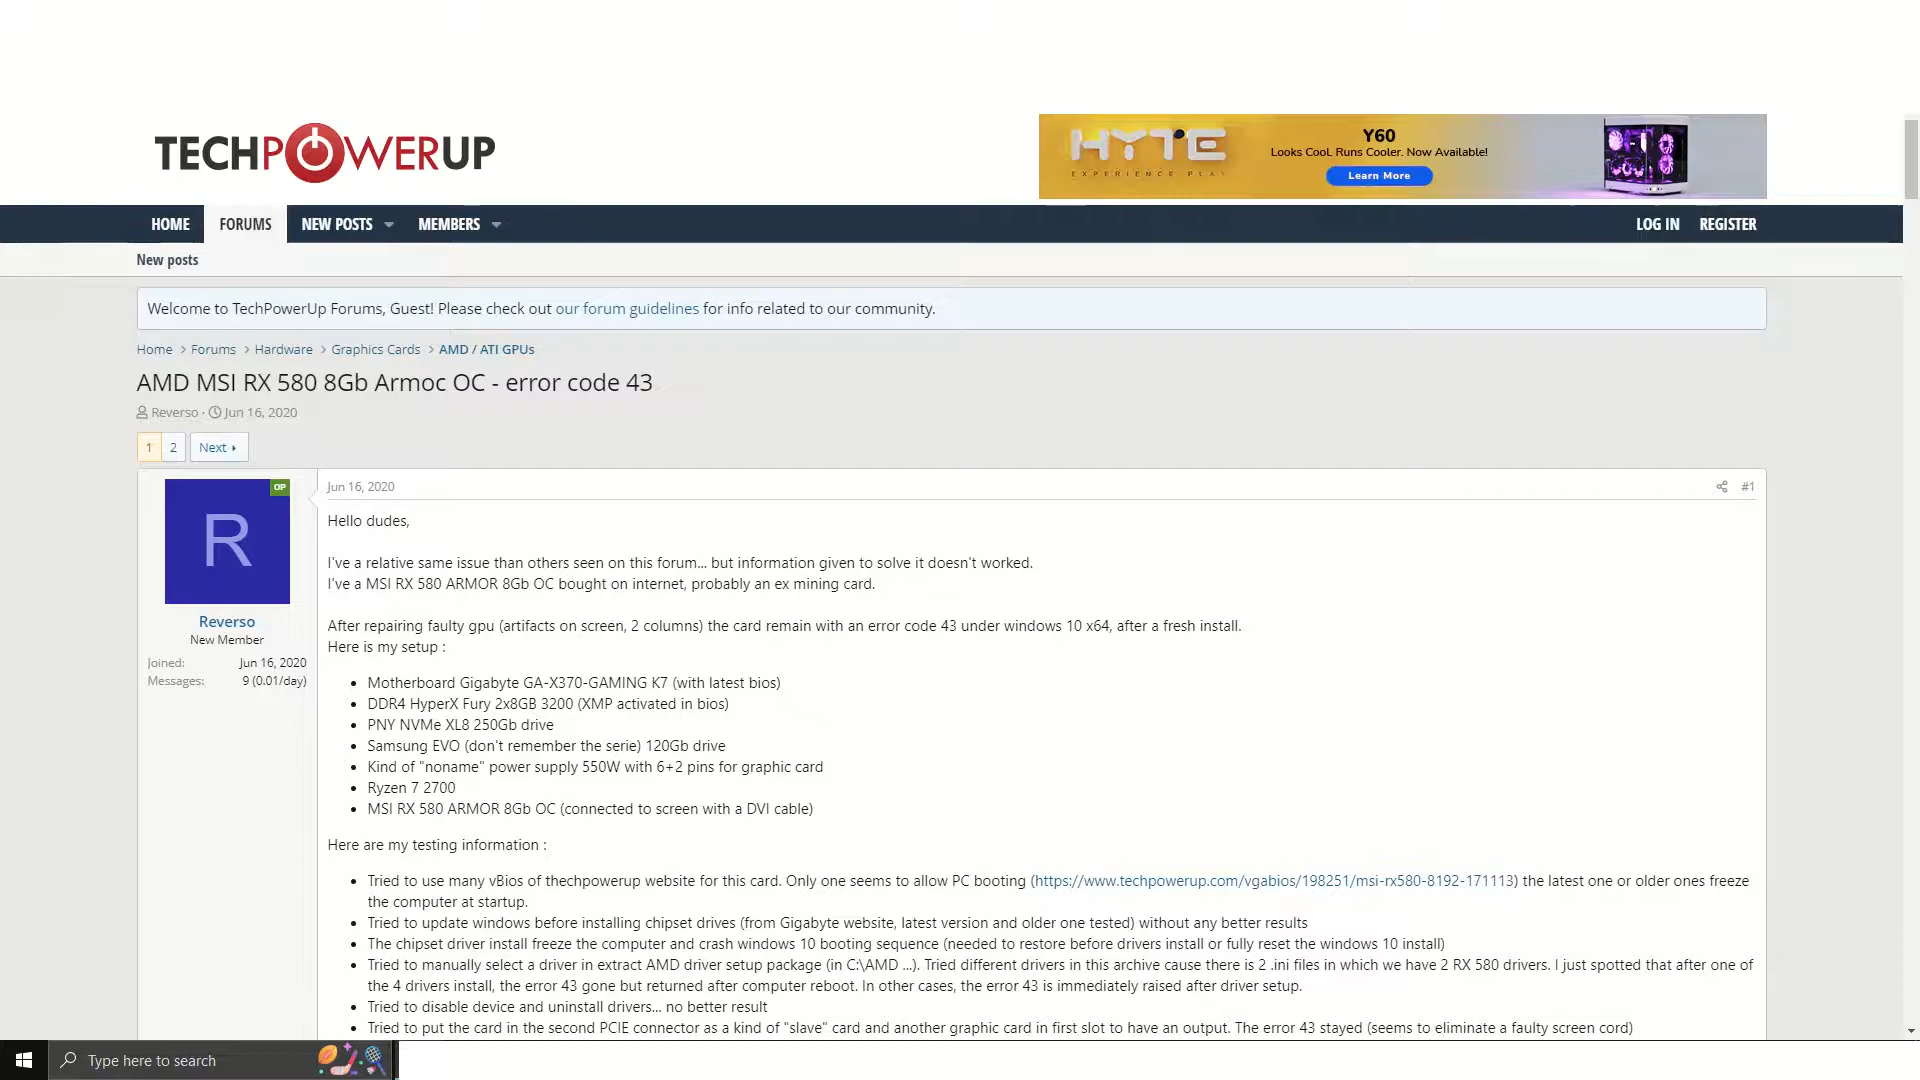 TECHPOWERUP
HYTE
EXPERIENCE PLAY
Y60
Looks Cool. Runs Cooler. Now Available!
Learn More
HOME
FORUMS
NEW POSTS
MEMBERS
LOG IN
REGISTER
New posts
Welcome to TechPowerUp Forums, Guest! Please check out our forum guidelines for info related to our community.
Home > Forums > Hardware > Graphics Cards > AMD / ATI GPUs
AMD MSI RX 580 8Gb Armoc OC - error code 43
Reverso · Jun 16, 2020
1 2 Next
R
OP
Reverso
New Member
Joined: Jun 16, 2020
Messages: 9 (0.01/day)
Jun 16, 2020 #1
Hello dudes,
I've a relative same issue than others seen on this forum... but information given to solve it doesn't worked.
I've a MSI RX 580 ARMOR 8Gb OC bought on internet, probably an ex mining card.
After repairing faulty gpu (artifacts on screen, 2 columns) the card remain with an error code 43 under windows 10 x64, after a fresh install.
Here is my setup :
• Motherboard Gigabyte GA-X370-GAMING K7 (with latest bios)
• DDR4 HyperX Fury 2x8GB 3200 (XMP activated in bios)
• PNY NVMe XL8 250Gb drive
• Samsung EVO (don't remember the serie) 120Gb drive
• Kind of "noname" power supply 550W with 6+2 pins for graphic card
• Ryzen 7 2700
• MSI RX 580 ARMOR 8Gb OC (connected to screen with a DVI cable)
Here are my testing information :
• Tried to use many vBios of thechpowerup website for this card. Only one seems to allow PC booting (https://www.techpowerup.com/vgabios/198251/msi-rx580-8192-171113) the latest one or older ones freeze
the computer at startup.
• Tried to update windows before installing chipset drives (from Gigabyte website, latest version and older one tested) without any better results
• The chipset driver install freeze the computer and crash windows 10 booting sequence (needed to restore before drivers install or fully reset the windows 10 install)
• Tried to manually select a driver in extract AMD driver setup package (in C:\AMD ...). Tried different drivers in this archive cause there is 2 .ini files in which we have 2 RX 580 drivers. I just spotted that after one of
the 4 drivers install, the error 43 gone but returned after computer reboot. In other cases, the error 43 is immediately raised after driver setup.
• Tried to disable device and uninstall drivers... no better result
• Tried to put the card in the second PCIE connector as a kind of "slave" card and another graphic card in first slot to have an output. The error 43 stayed (seems to eliminate a faulty screen cord)
Type here to search